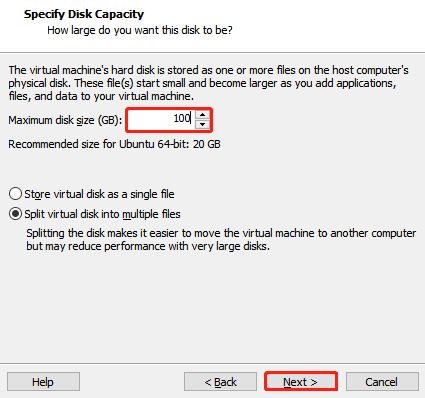 Specify Disk Capacity
How large do you want this disk to be?
The virtual machine's hard disk is stored as one or more files on the host computer's
physical disk. These file(s) start small and become larger as you add applications,
files, and data to your virtual machine.
Maximum disk size (GB): 100
Recommended size for Ubuntu 64-bit: 20 GB
Store virtual disk as a single file
Split virtual disk into multiple files
Splitting the disk makes it easier to move the virtual machine to another computer
but may reduce performance with very large disks.
Help < Back Next > Cancel